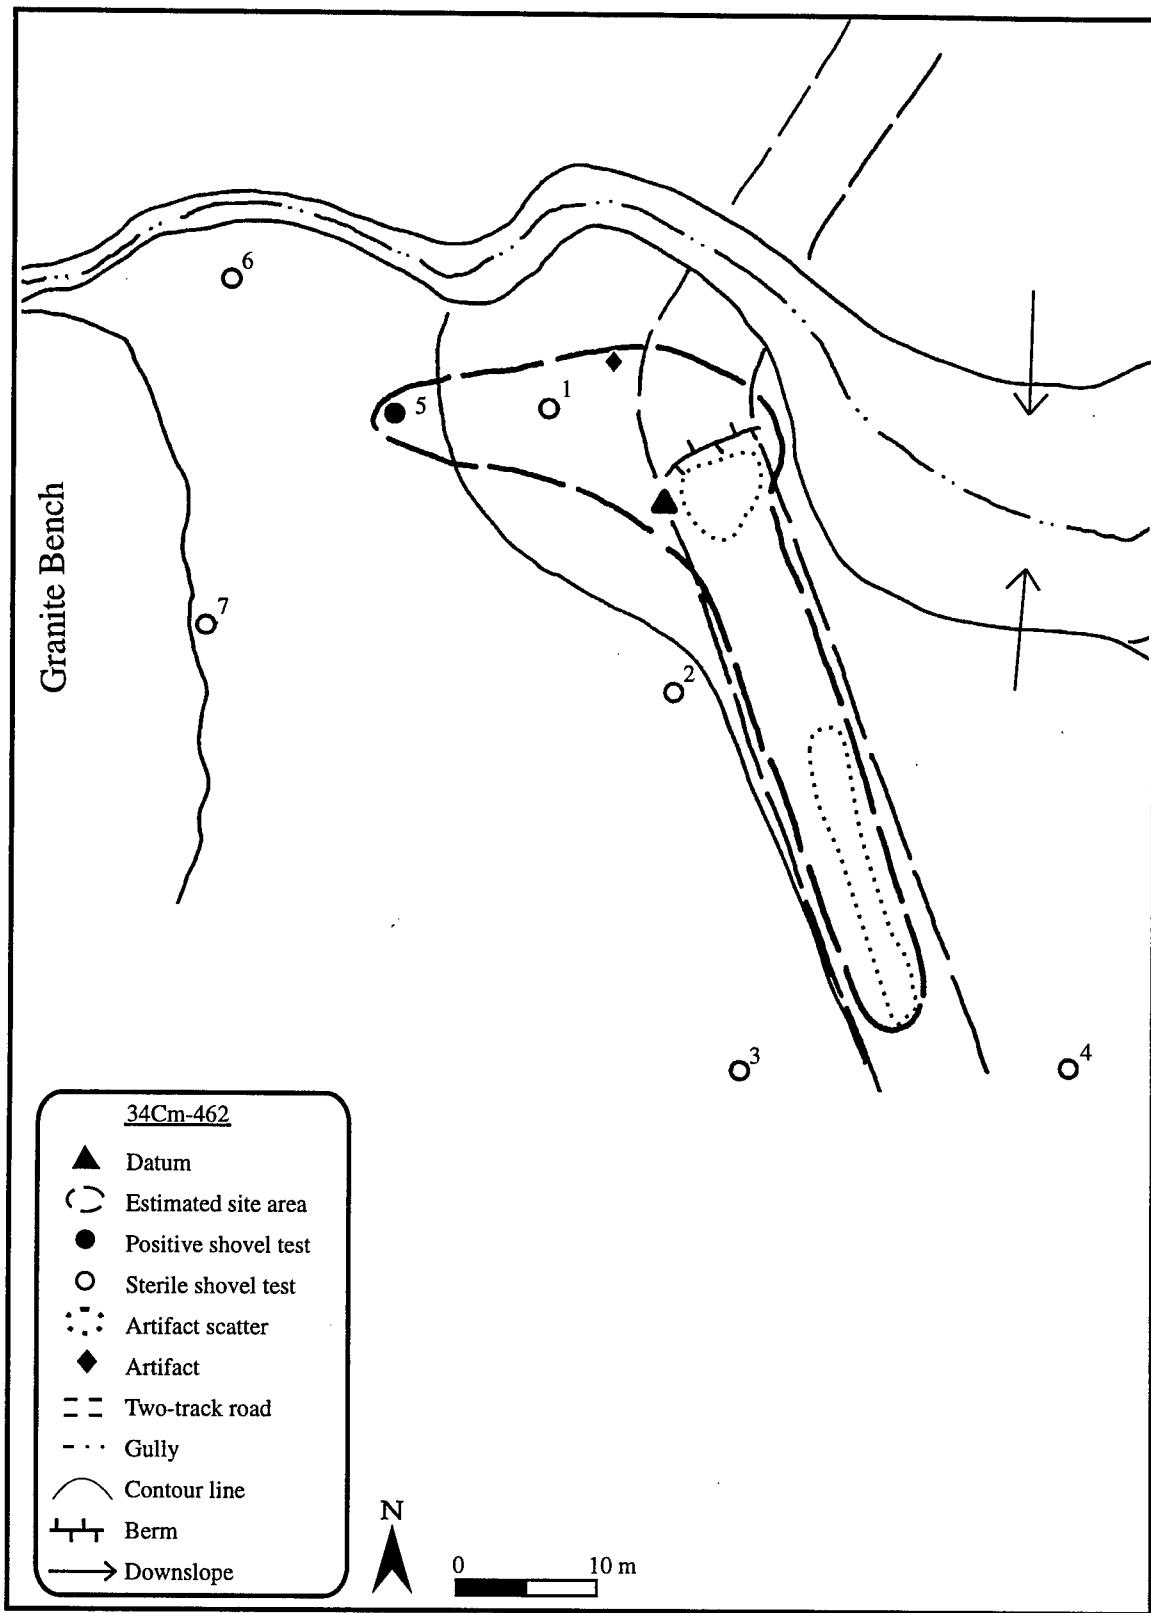 6
1
5
Granite Bench
7
2
3
4
34Cm-462
Datum
Estimated site area
Positive shovel test
Sterile shovel test
Artifact scatter
Artifact
Two-track road
Gully
Contour line
Berm
Downslope
N
0 10 m